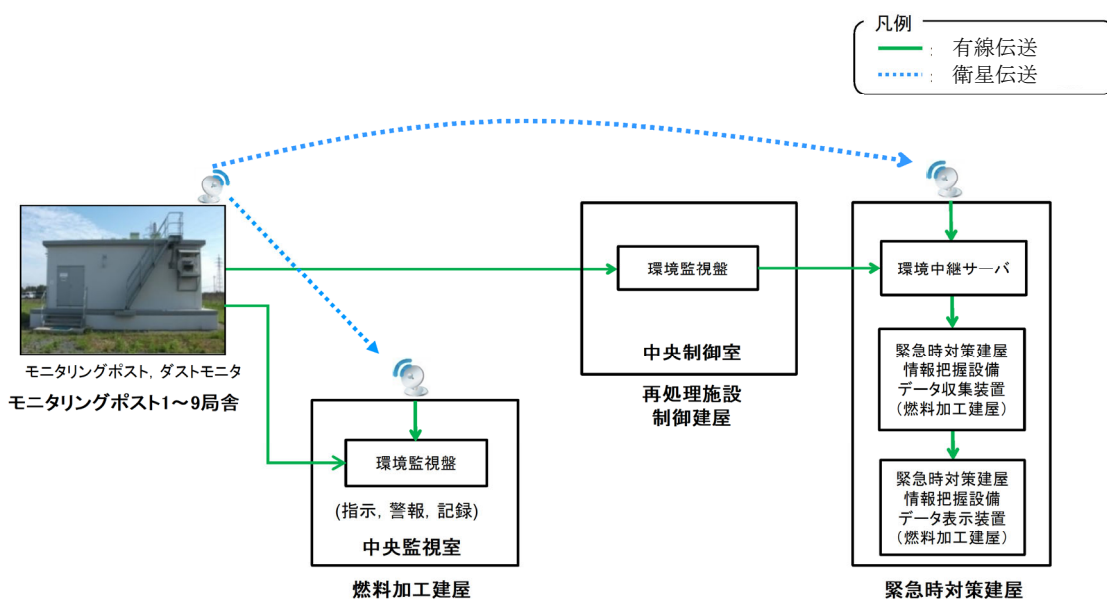 凡例
： 有線伝送
： 衛星伝送
モニタリングポスト, ダストモニタ
モニタリングポスト1～9局舎
環境監視盤
(指示, 警報, 記録)
中央監視室
燃料加工建屋
環境監視盤
中央制御室
再処理施設
制御建屋
環境中継サーバ
緊急時対策建屋
情報把握設備
データ収集装置
(燃料加工建屋)
緊急時対策建屋
情報把握設備
データ表示装置
(燃料加工建屋)
緊急時対策建屋